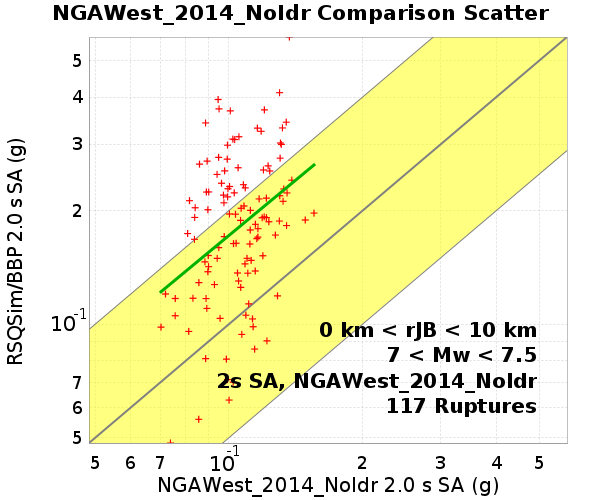 NGAWest_2014_NoIdr Comparison Scatter
RSQSim/BBP 2.0 s SA (g)
5
4
3
2
10-1
7
6
5
0 km < rJB < 10 km
7 < Mw < 7.5
2s SA, NGAWest_2014_NoIdr
117 Ruptures
5 6 7 10-1 2 3 4 5
NGAWest_2014_NoIdr 2.0 s SA (g)